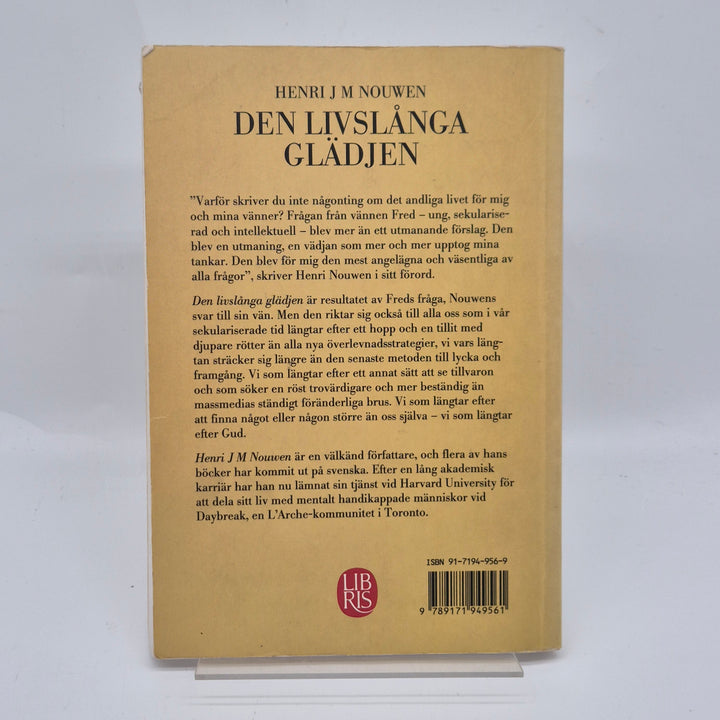 HENRI J M NOUWEN
DEN LIVSLÅNGA
GLÄDJEN
”Varför skriver du inte någonting om det andliga livet för mig
och mina vänner? Frågan från vännen Fred – ung, sekularise-
rad och intellektuell – blev mer än ett utmanande förslag. Den
blev en utmaning, en vädjan som mer och mer upptog mina
tankar. Den blev för mig den mest angelägna och väsentliga av
alla frågor”, skriver Henri Nouwen i sitt förord.
Den livslånga glädjen är resultatet av Freds fråga, Nouwens
svar till sin vän. Men den riktar sig också till alla oss som i vår
sekulariserade tid längtar efter ett hopp och en tillit med
djupare rötter än alla nya överlevnadsstrategier, vi vars läng-
tan sträcker sig längre än den senaste metoden till lycka och
framgång. Vi som längtar efter ett annat sätt att se tillvaron
och som söker en röst trovärdigare och mer beständig än
massmedias ständigt föränderliga brus. Vi som längtar efter
att finna något eller någon större än oss själva – vi som längtar
efter Gud.
Henri J M Nouwen är en välkänd författare, och flera av hans
böcker har kommit ut på svenska. Efter en lång akademisk
karriär har han nu lämnat sin tjänst vid Harvard University för
att dela sitt liv med mentalt handikappade människor vid
Daybreak, en L’Arche-kommunitet i Toronto.
ISBN 91-7194-956-9
LIB
RIS
9 789171 949561